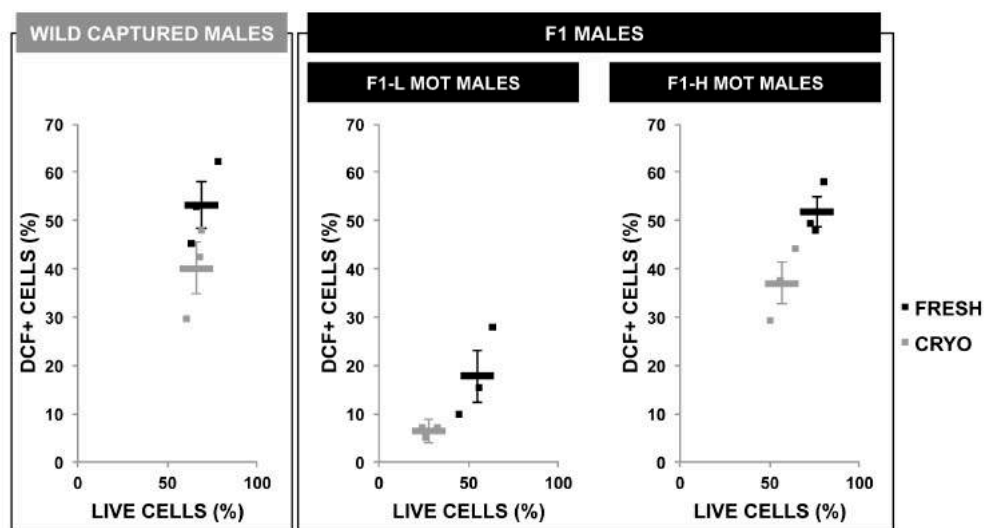 WILD CAPTURED MALES
F1 MALES
F1-L MOT MALES
F1-H MOT MALES
70
60
50
40
30
20
10
0
DCF+ CELLS (%)
0 50 100
LIVE CELLS (%)
70
60
50
40
30
20
10
0
DCF+ CELLS (%)
0 50 100
LIVE CELLS (%)
70
60
50
40
30
20
10
0
DCF+ CELLS (%)
0 50 100
LIVE CELLS (%)
FRESH
CRYO